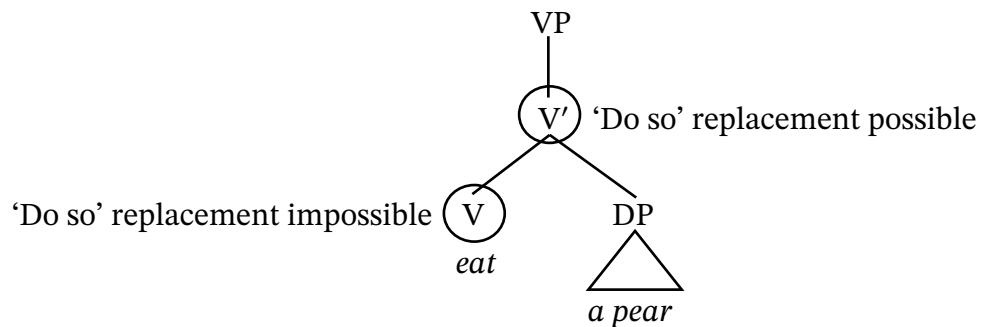 VP
V′ ‘Do so’ replacement possible
‘Do so’ replacement impossible V DP
eat
a pear